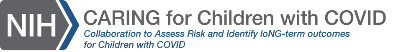 NIH
CARING for Children with COVID
Collaboration to Assess Risk and Identify loNG-term outcomes
for Children with COVID